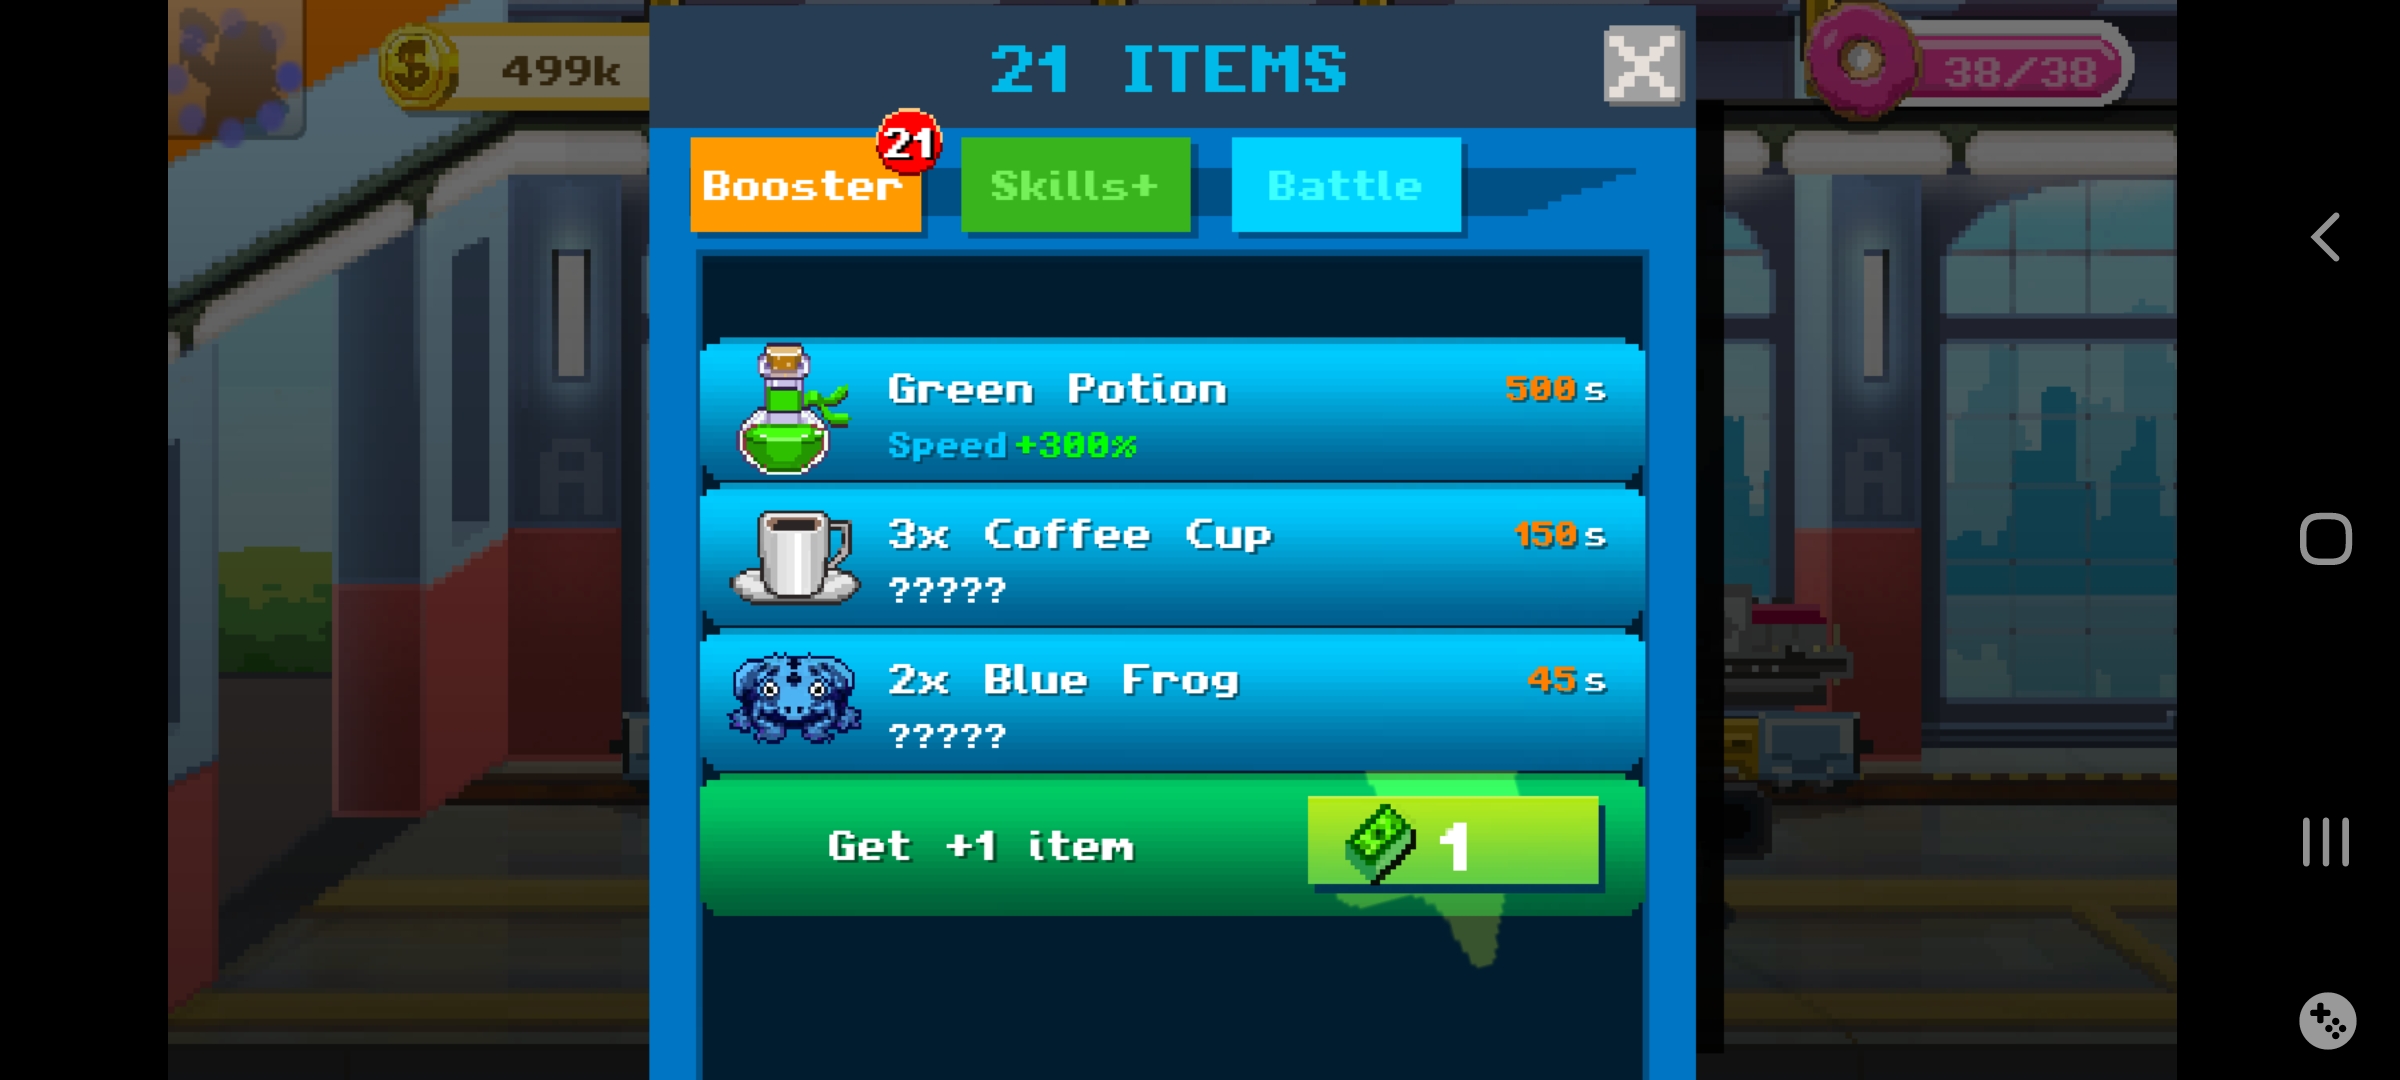 499k
21 ITEMS
38/38
21
Booster
Skills+
Battle
Green Potion
500s
Speed +300%
3x Coffee Cup
150s
?????
2x Blue Frog
45s
?????
Get +1 item
1
A
A